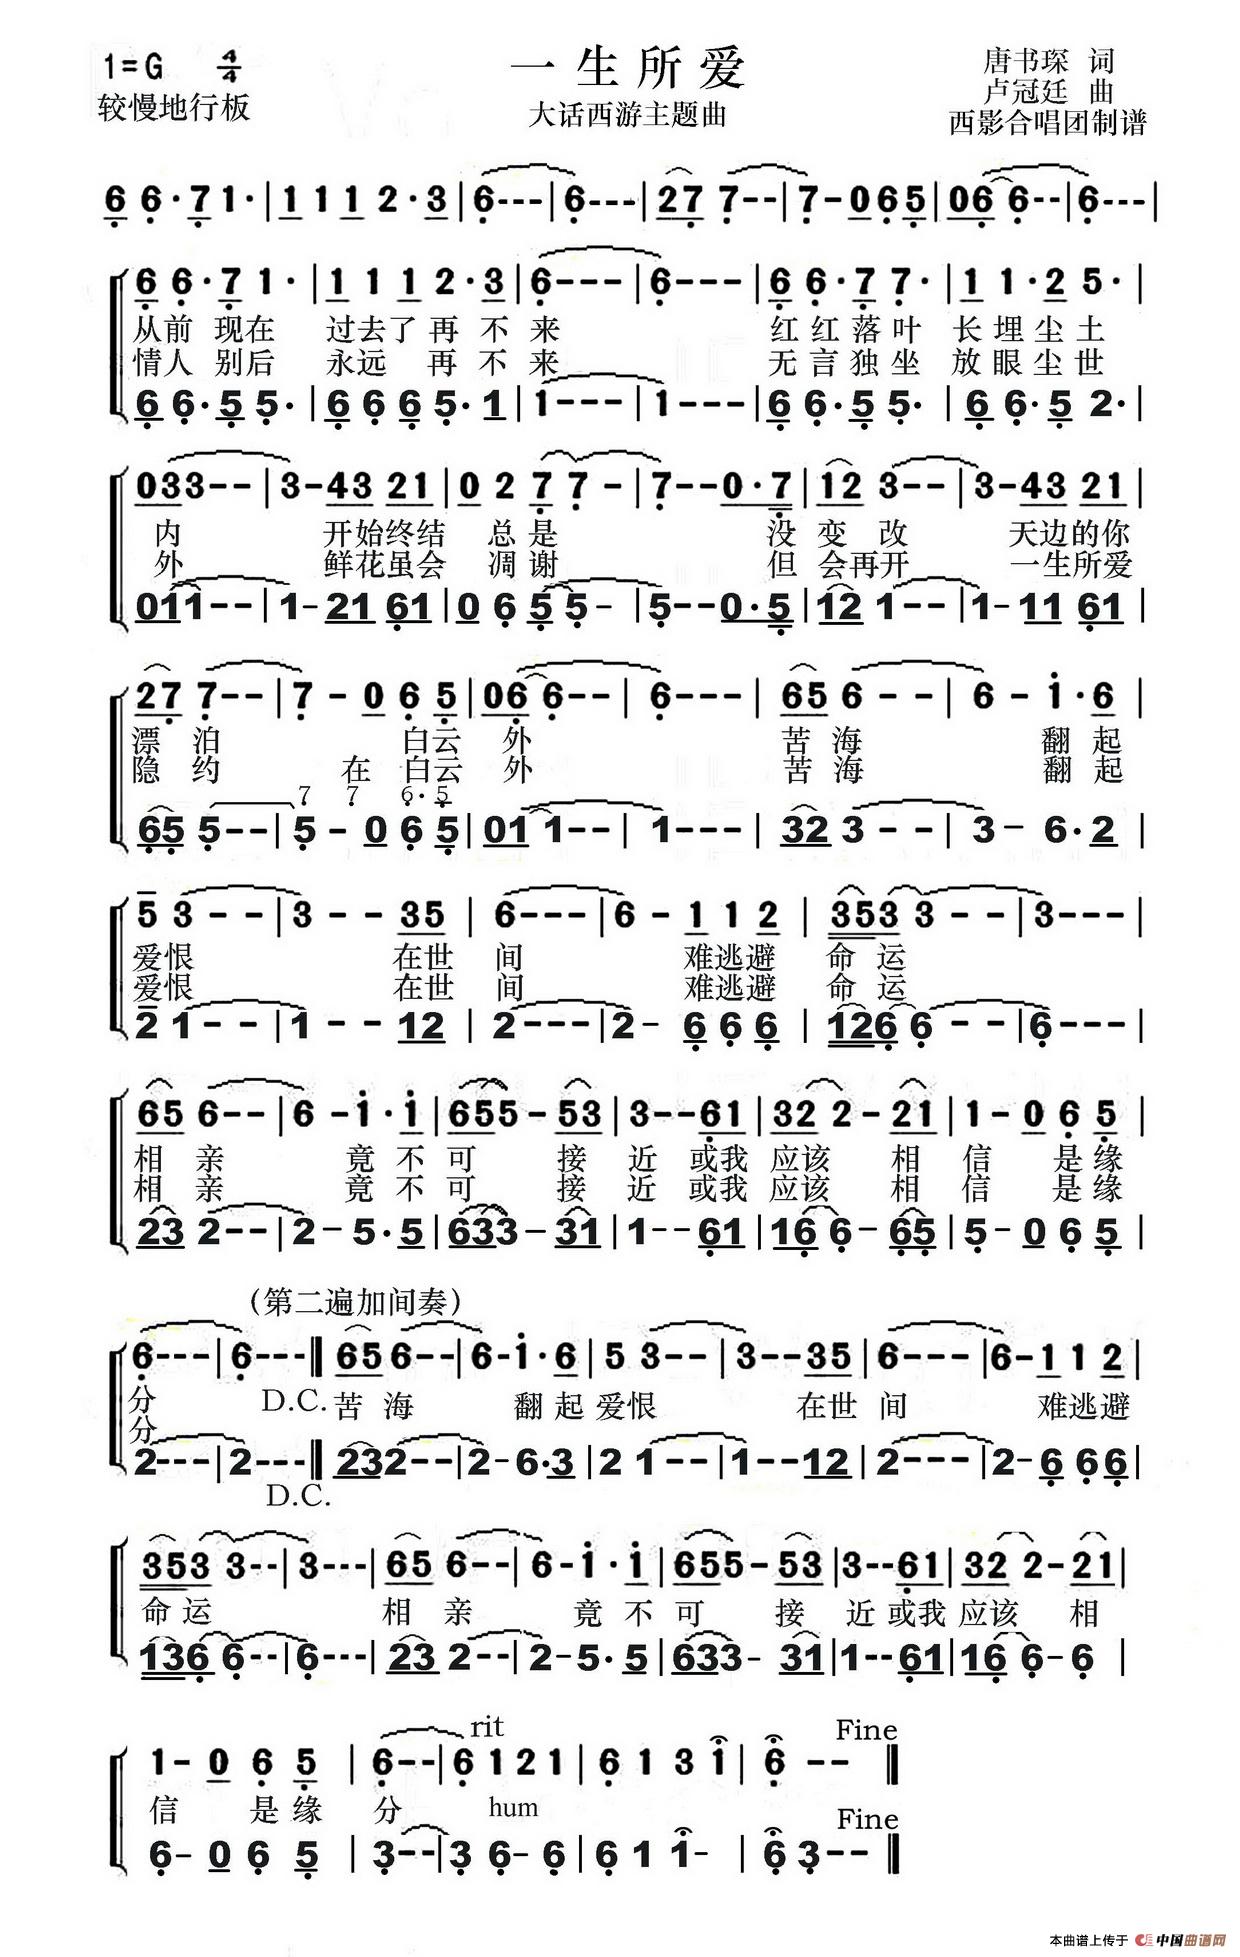 1=G 4/4
一生所爱
唐书琛 词
较慢地行板
大话西游主题曲
卢冠廷 曲
西影合唱团制谱
6 6·7 1·|1 1 1 2·3|6---|6---|27 7--|7-065|06 6--|6---|
6 6·7 1·|1 1 1 2·3|6---|6---|6 6·7 7·|1 1·2 5·|
从前 现在 过去了再 不 来 红红落叶 长埋尘土
情人 别后 永远 再 不 来 无言独坐 放眼尘世
6 6·5 5·|6 6 6 5·1|1---|1---|6 6·5 5·|6 6·5 2·|
033--|3-43 21|0 2 7 7-|7--0·7|12 3--|3-43 21|
内 开始终结 总是 没 变 改 天边的你
外 鲜花虽会 凋谢 但 会再开 一生所爱
011--|1-21 61|0 6 5 5-|5--0·5|12 1--|1-11 61|
27 7--|7-0 6 5|06 6--|6---|65 6--|6-1·6|
漂 泊 白云 外 苦 海 翻 起
隐 约 在 白云 外 苦 海 翻 起
7 7 6·5
65 5--|5-0 6 5|01 1--|1---|32 3--|3-6·2|
5 3--|3--35|6---|6-1 1 2|353 3--|3---|
爱恨 在世 间 难逃避 命 运
爱恨 在世 间 难逃避 命 运
2 1--|1--12|2---|2-6 6 6|126 6--|6---|
65 6--|6-1·1|655-53|3--61|32 2-21|1-0 6 5|
相 亲 竟 不 可 接 近 或我 应该 相 信 是缘
相 亲 竟 不 可 接 近 或我 应该 相 信 是缘
23 2--|2-5·5|633-31|1--61|16 6-65|5-0 6 5|
(第二遍加间奏)
6---|6---‖65 6--|6-1·6|5 3--|3--35|6---|6-1 1 2|
分 D.C. 苦 海 翻 起 爱恨 在世 间 难逃避
分
2---|2---‖23 2--|2-6·3|2 1--|1--12|2---|2-6 6 6|
D.C.
353 3--|3---|65 6--|6-1·1|655-53|3--61|32 2-21|
命 运 相 亲 竟 不 可 接 近 或我 应该 相
136 6--|6---|23 2--|2-5·5|633-31|1--61|16 6-6|
rit Fine
1-0 6 5|6--|6 1 2 1|6 1 3 1|6--‖
信 是缘 分 hum
Fine
6-0 6 5|3--|3 6-6|6 1 1-|6 3--‖
本曲谱上传于 中国曲谱网